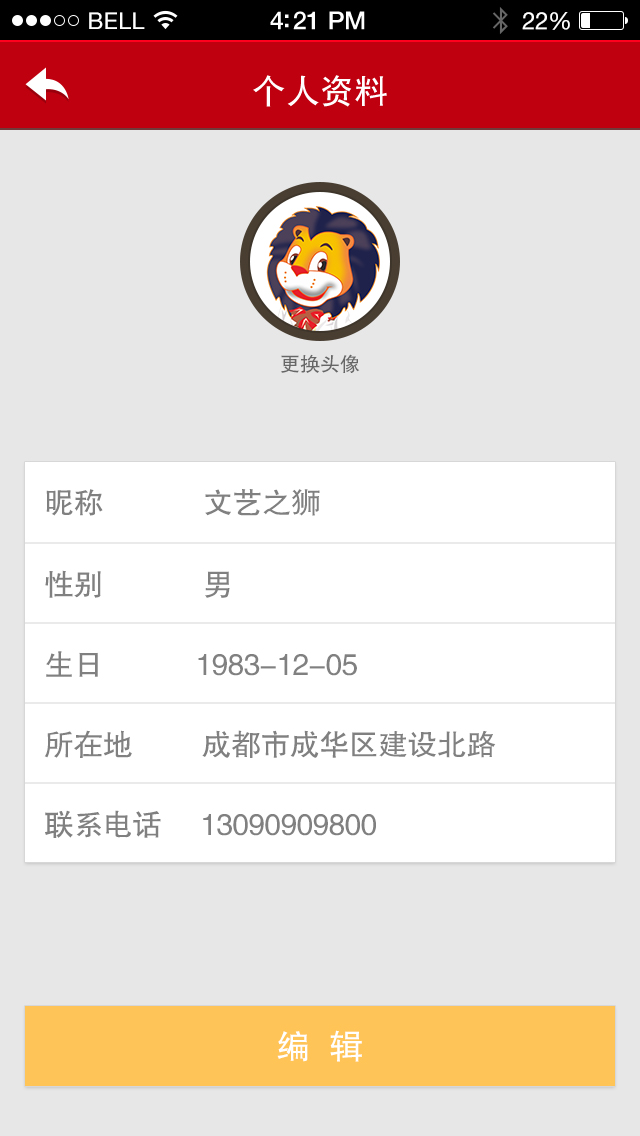 BELL 4:21 PM 22%
个人资料
更换头像
昵称 文艺之狮
性别 男
生日 1983-12-05
所在地 成都市成华区建设北路
联系电话 13090909800
编 辑